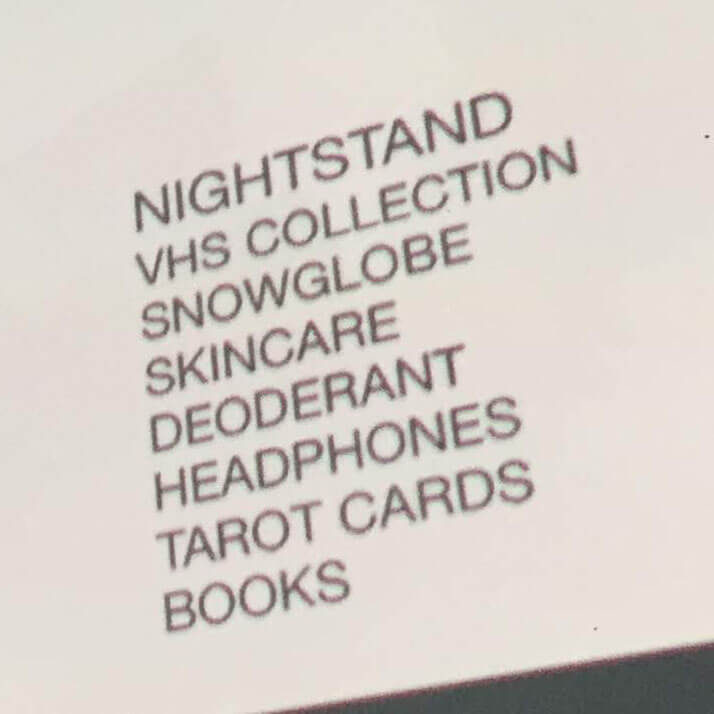 NIGHTSTAND
VHS COLLECTION
SNOWGLOBE
SKINCARE
DEODERANT
HEADPHONES
TAROT CARDS
BOOKS